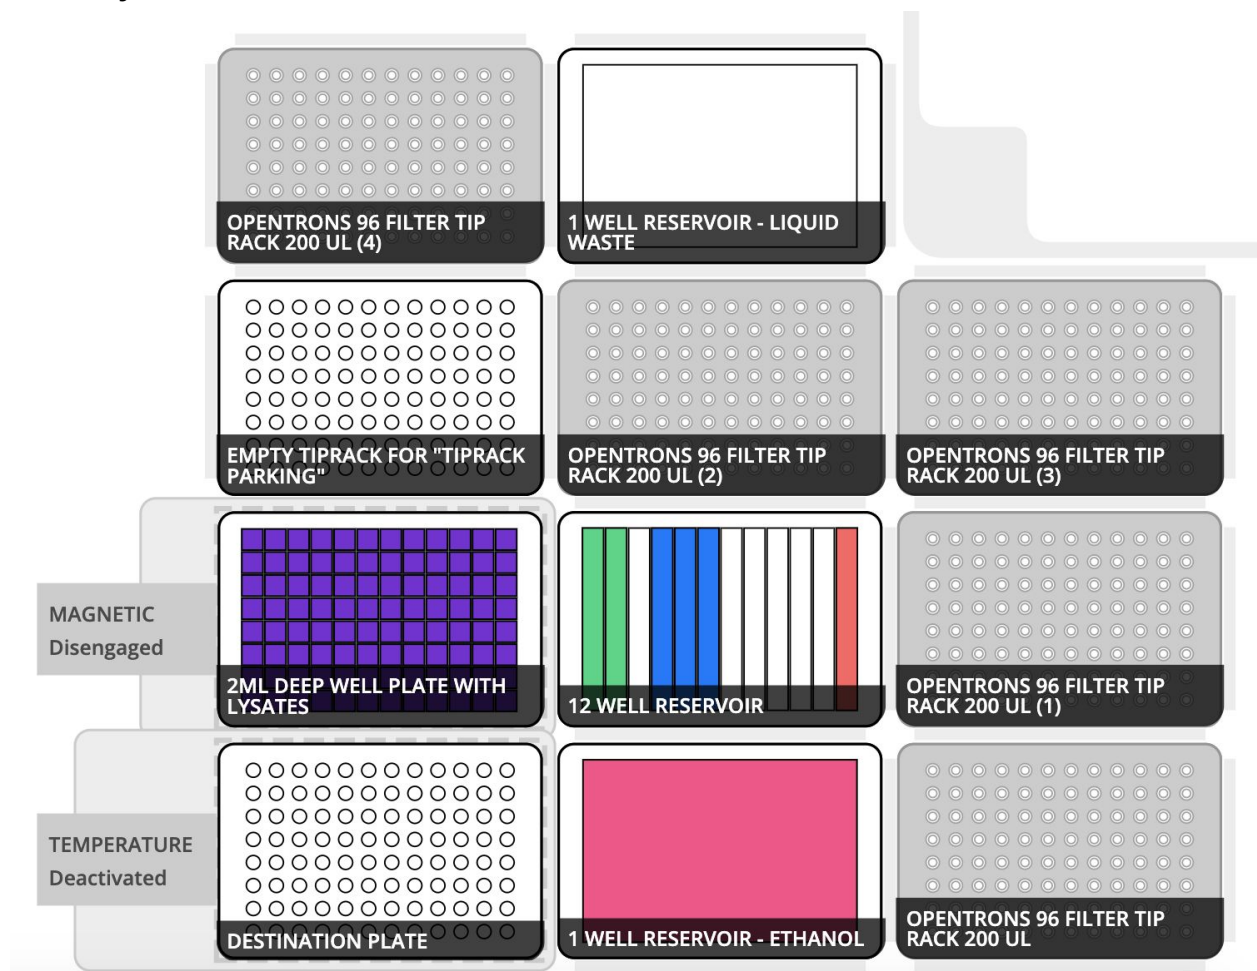 OPENTRONS 96 FILTER TIP
RACK 200 UL (4)
1 WELL RESERVOIR - LIQUID
WASTE
EMPTY TIPRACK FOR "TIPRACK
PARKING"
OPENTRONS 96 FILTER TIP
RACK 200 UL (2)
OPENTRONS 96 FILTER TIP
RACK 200 UL (3)
MAGNETIC
Disengaged
2ML DEEP WELL PLATE WITH
LYSATES
12 WELL RESERVOIR
OPENTRONS 96 FILTER TIP
RACK 200 UL (1)
TEMPERATURE
Deactivated
DESTINATION PLATE
1 WELL RESERVOIR - ETHANOL
OPENTRONS 96 FILTER TIP
RACK 200 UL